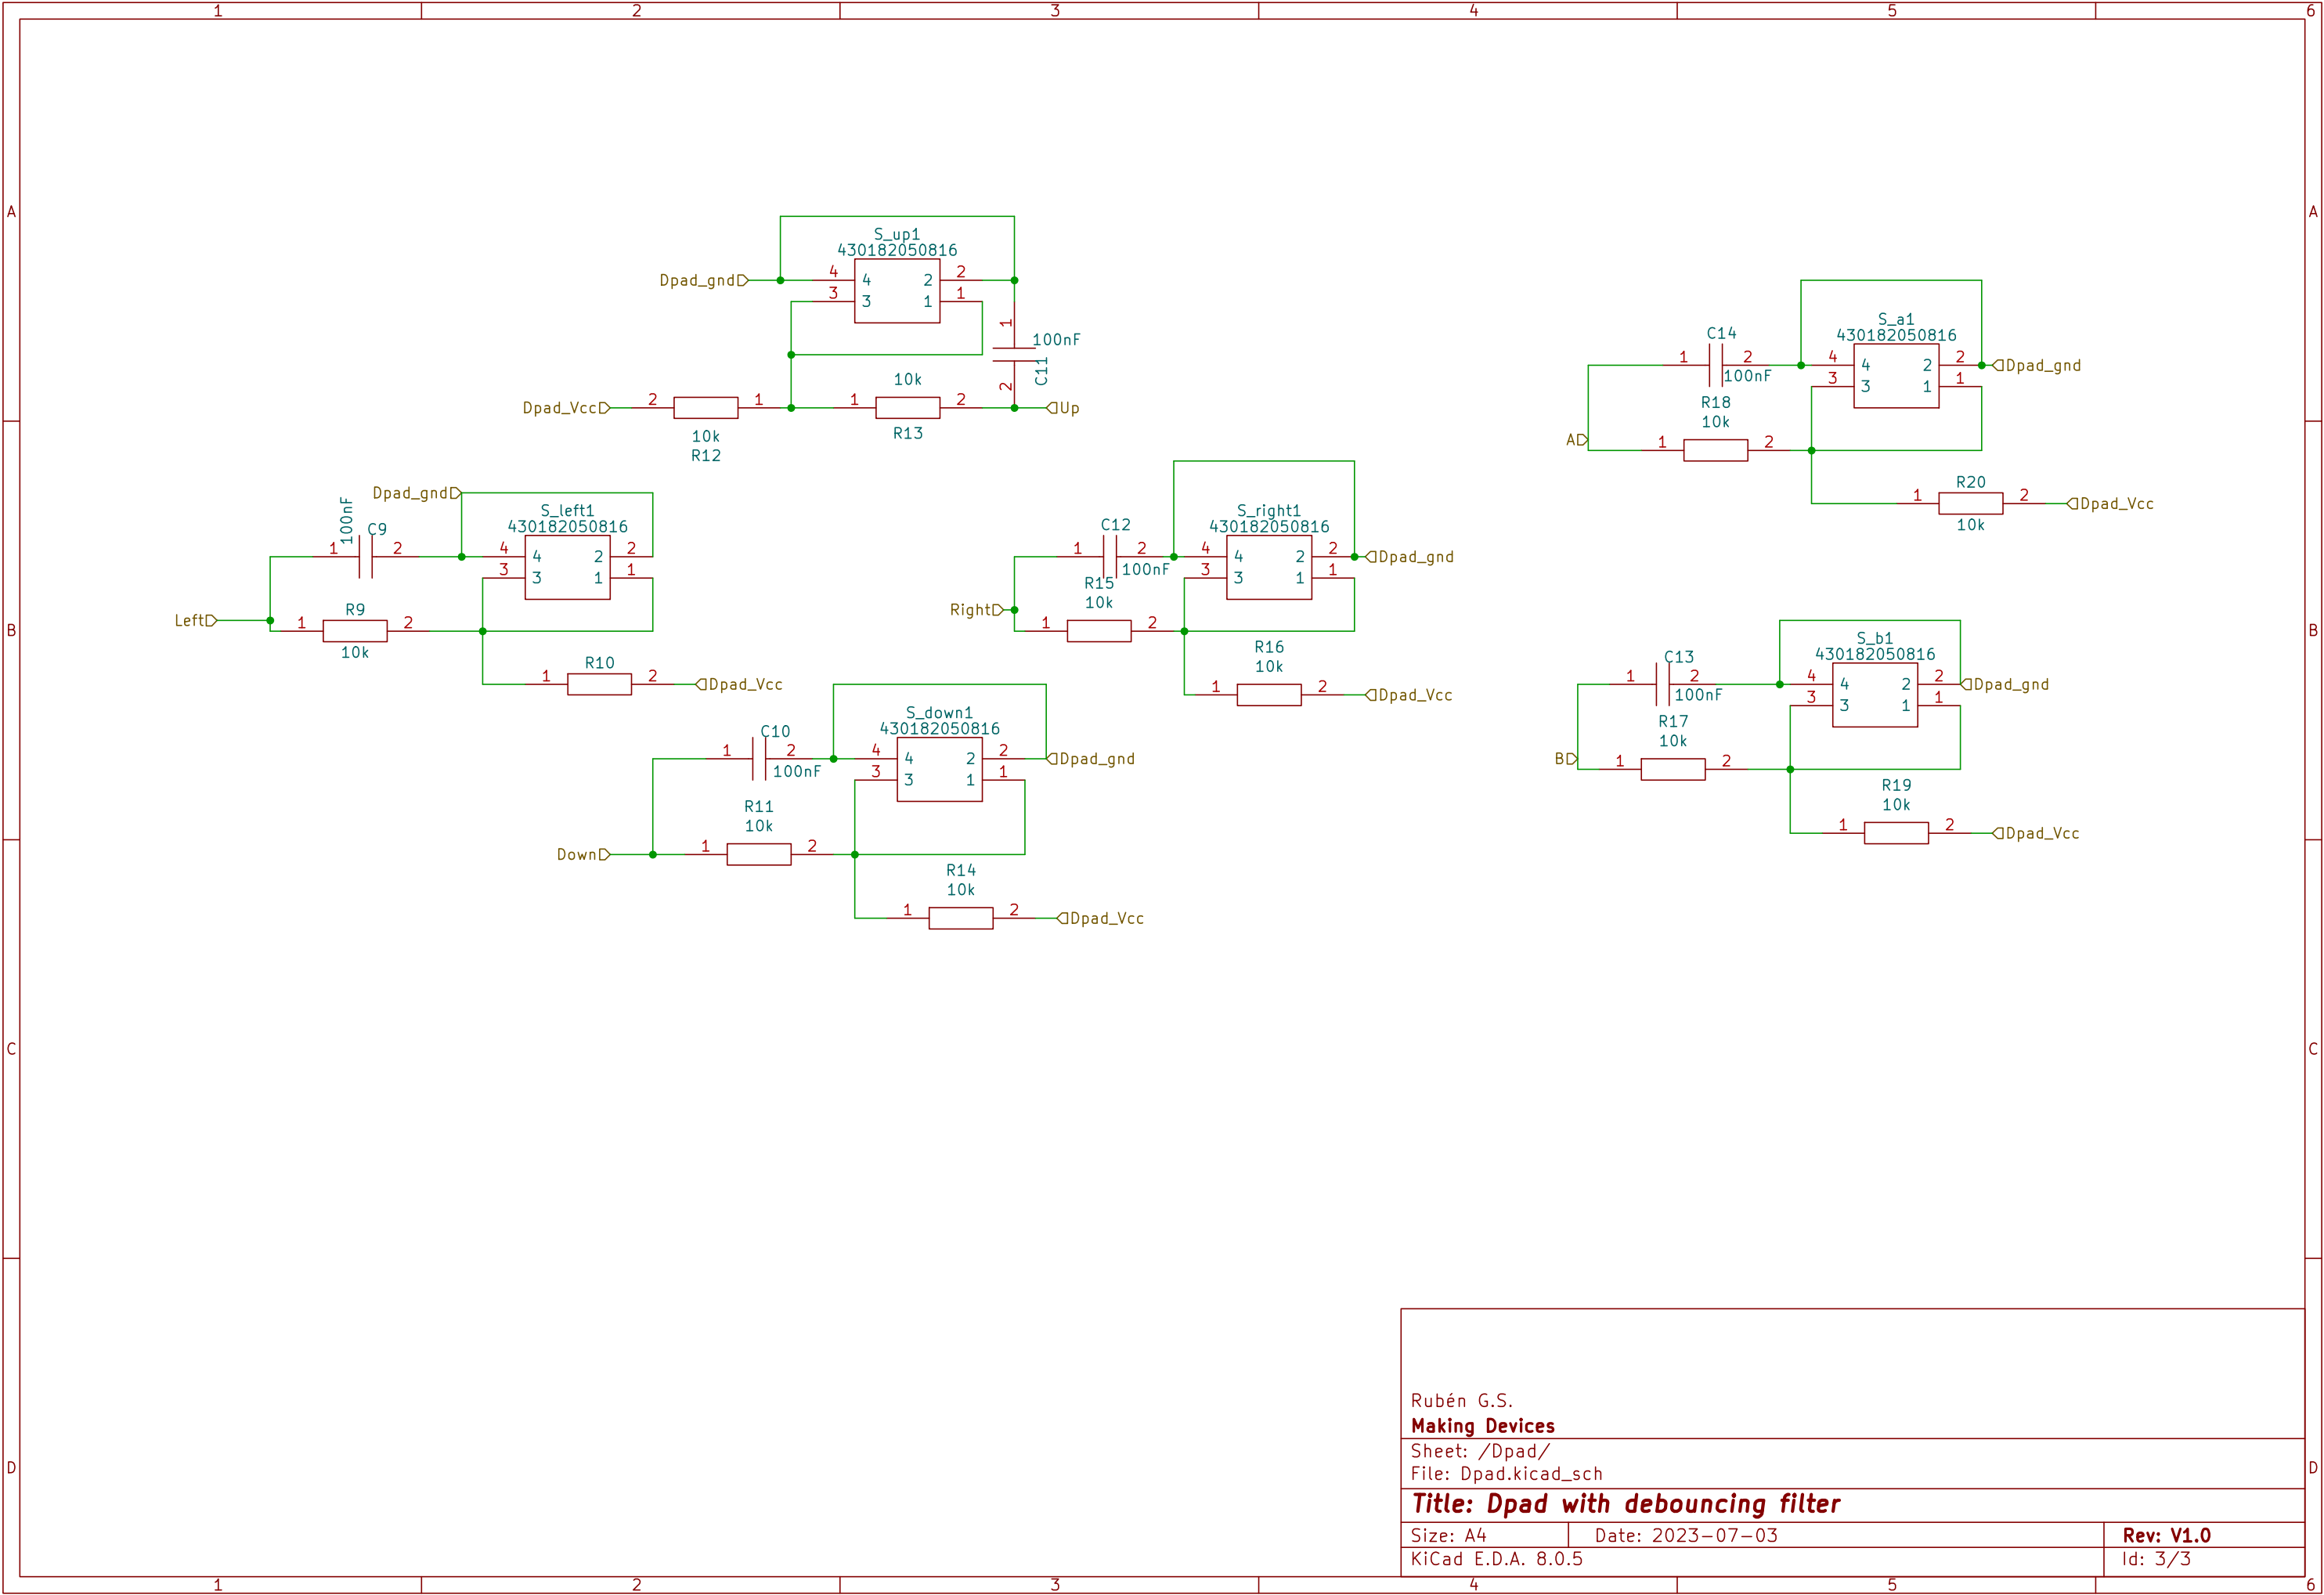 1 2 3 4 5 6
A A
S_up1
430182050816
Dpad_gnd 4 4 2 2
3 3 1 1
1
100nF
C11
2
10k
Dpad_Vcc 2 1 1 2 Up
10k R13
R12
S_a1
C14 430182050816
1 2 4 4 2 2 Dpad_gnd
100nF 3 3 1 1
R18
10k
A 1 2
R20
1 2 Dpad_Vcc
10k
Dpad_gnd
100nF
C9
S_left1
430182050816
1 2 4 4 2 2
3 3 1 1
R9
Left 1 2
10k
R10
1 2 Dpad_Vcc
S_right1
C12 430182050816
1 2 4 4 2 2 Dpad_gnd
100nF 3 3 1 1
R15
10k
Right 1 2
R16
10k
1 2 Dpad_Vcc
B B
S_b1
C13 430182050816
1 2 4 4 2 2 Dpad_gnd
100nF 3 3 1 1
R17
10k
B 1 2
R19
10k
1 2 Dpad_Vcc
S_down1
C10 430182050816
1 2 4 4 2 2 Dpad_gnd
100nF 3 3 1 1
R11
10k
Down 1 2
R14
10k
1 2 Dpad_Vcc
C C
Rubén G.S.
Making Devices
Sheet: /Dpad/
File: Dpad.kicad_sch
D D
Title: Dpad with debouncing filter
Size: A4 Date: 2023-07-03 Rev: V1.0
KiCad E.D.A. 8.0.5 Id: 3/3
1 2 3 4 5 6